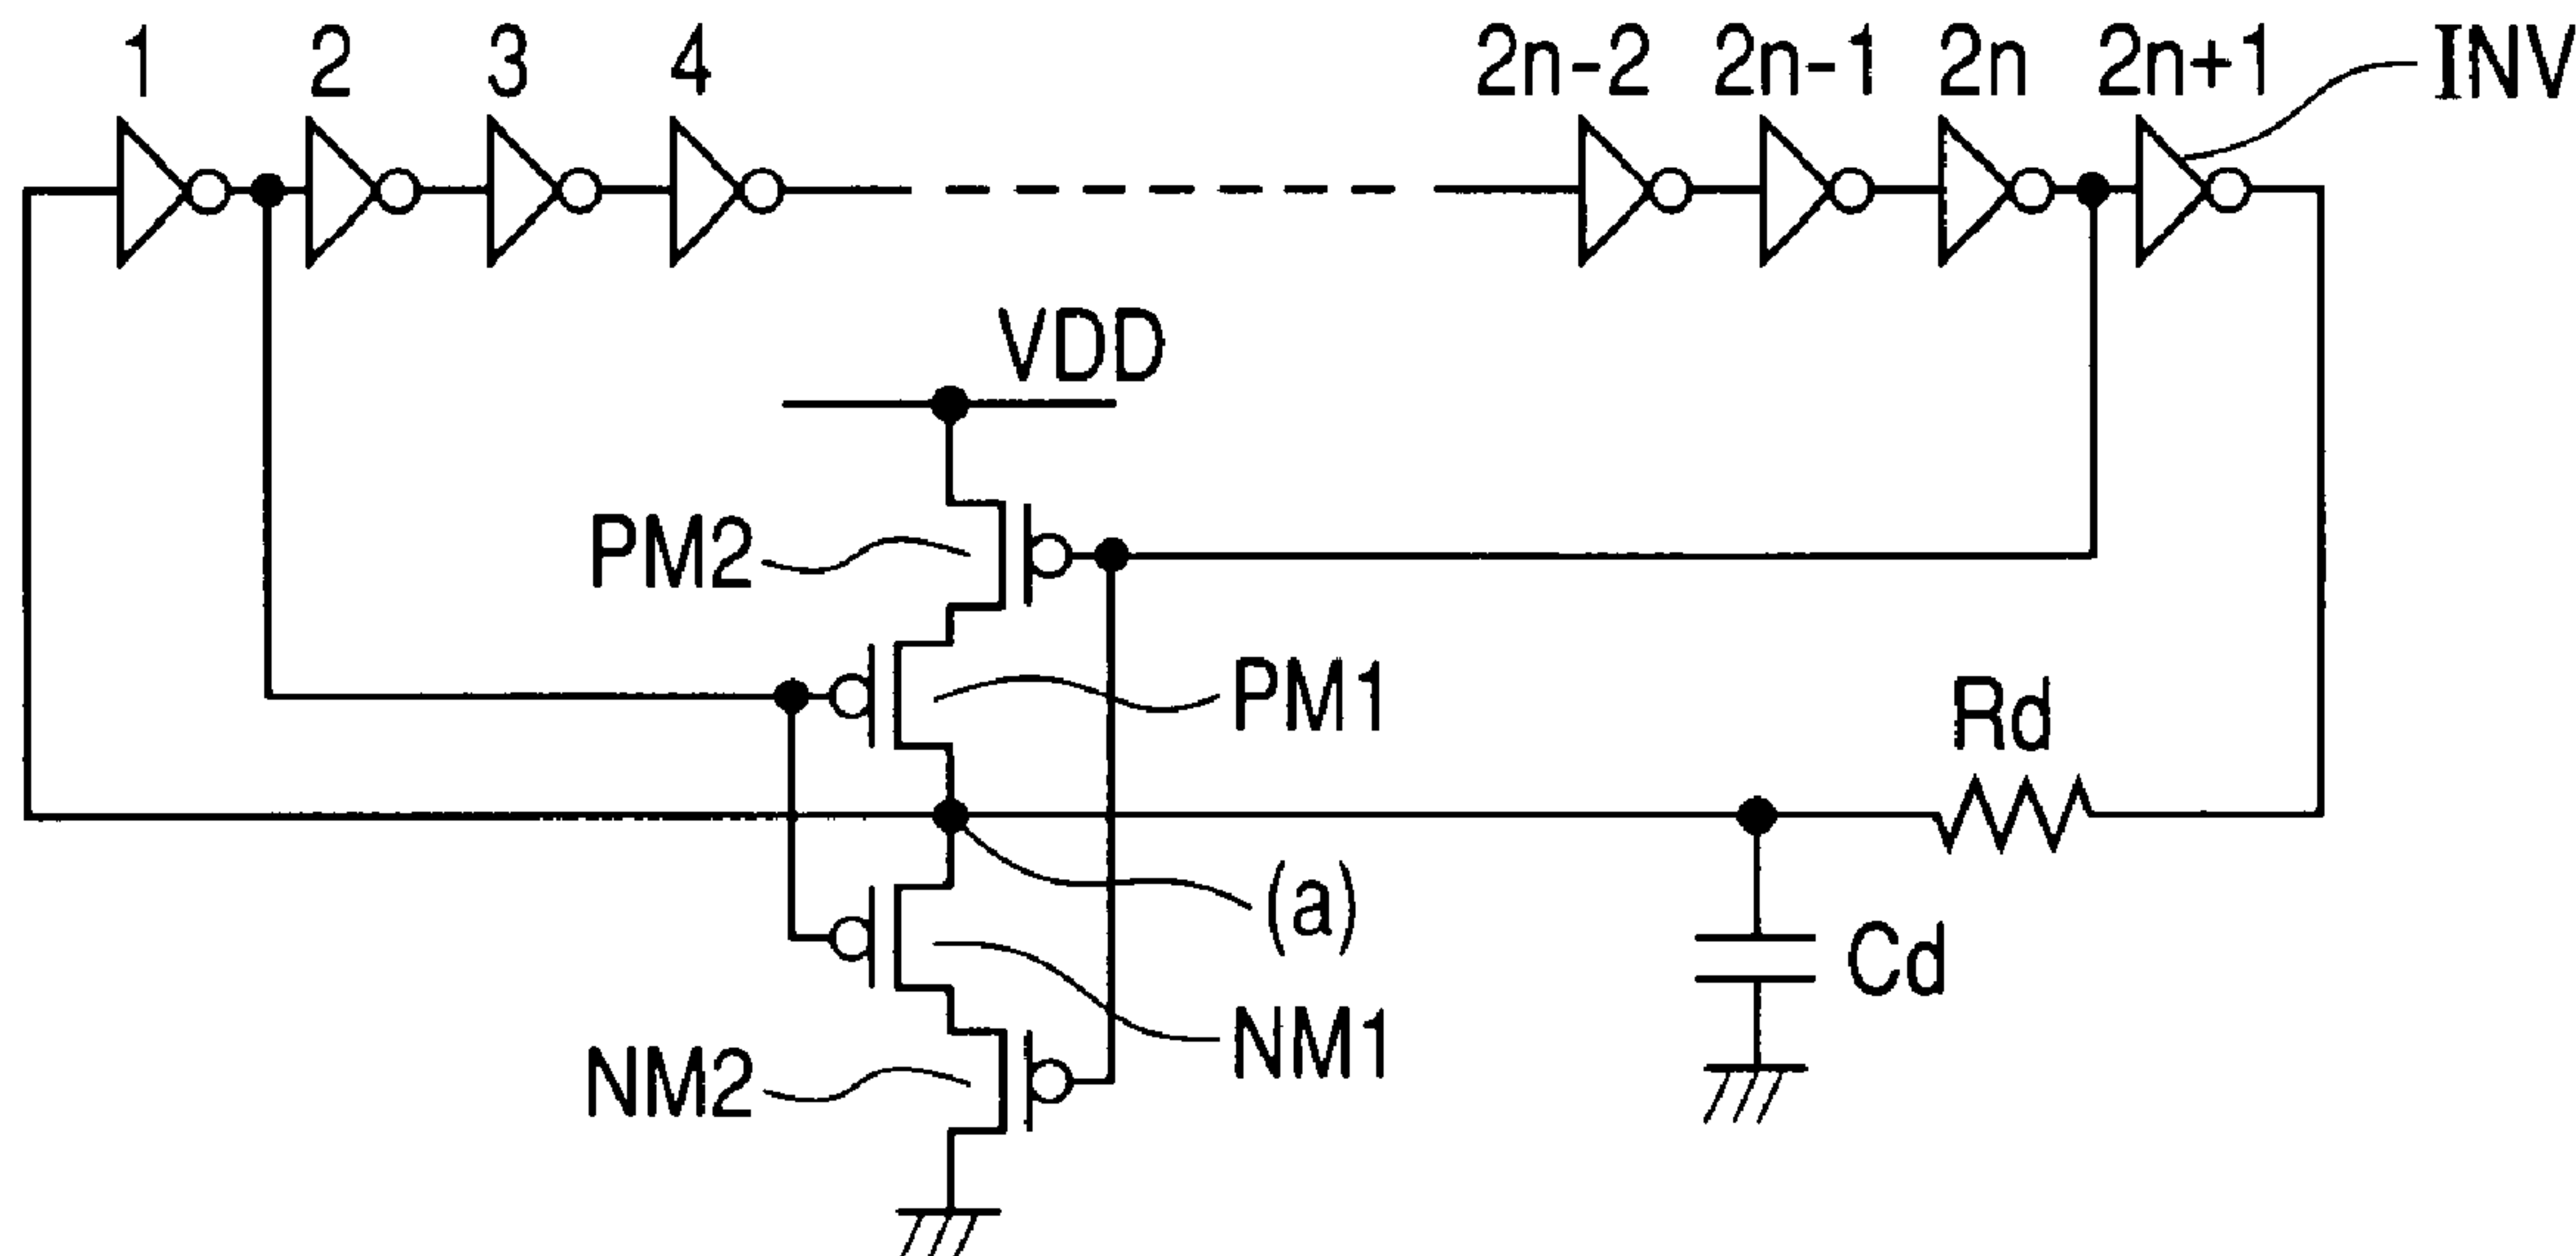 1 2 3 4 2n-2 2n-1 2n 2n+1 INV
VDD
PM2
PM1
Rd
(a)
Cd
NM1
NM2